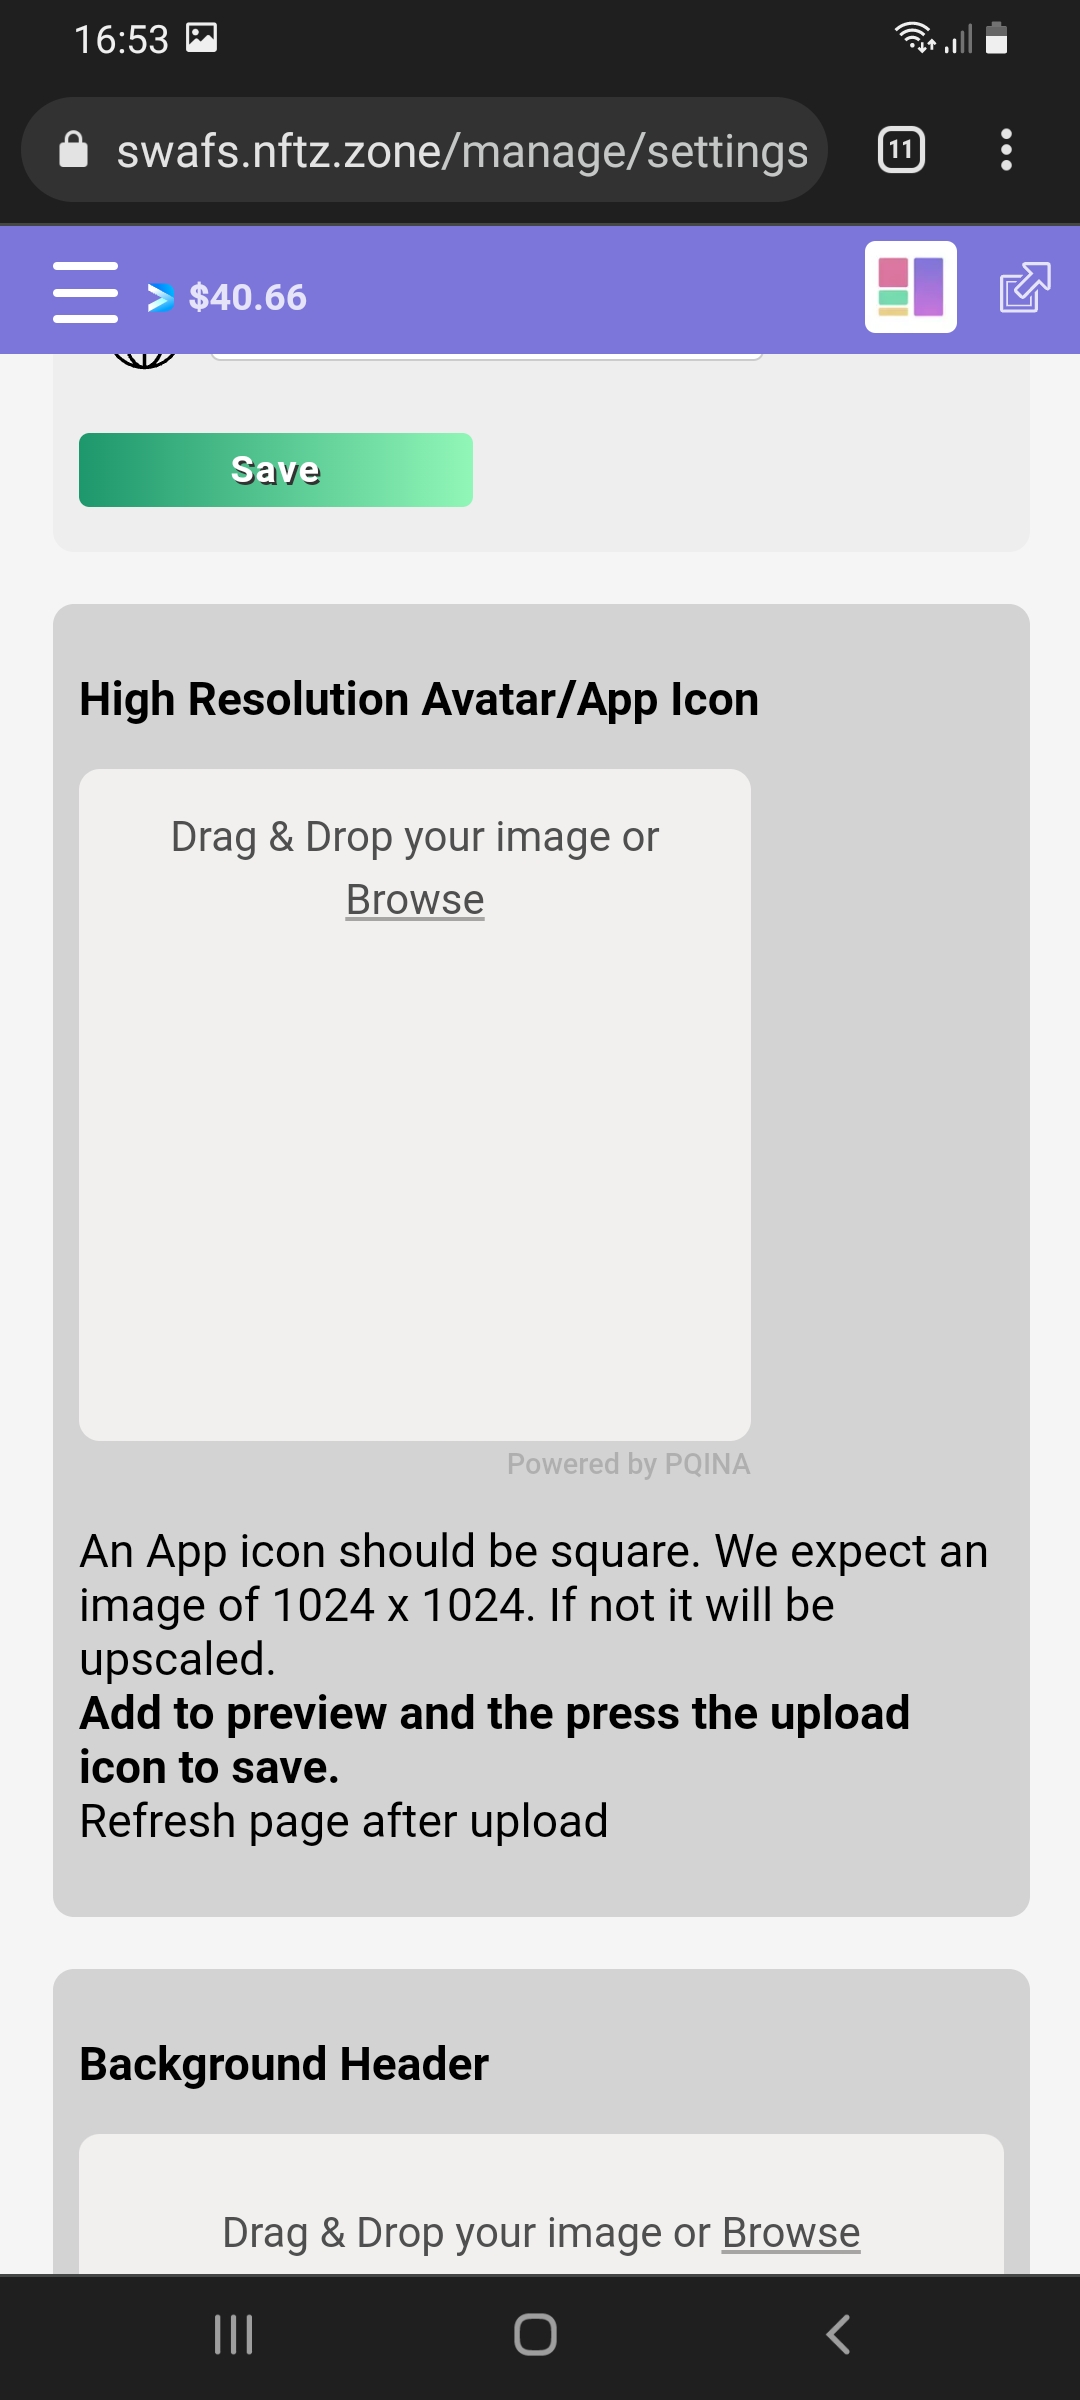 16:53
swafs.nftz.zone/manage/settings
11
$40.66
Save
High Resolution Avatar/App Icon
Drag & Drop your image or
Browse
Powered by PQINA
An App icon should be square. We expect an
image of 1024 x 1024. If not it will be
upscaled.
Add to preview and the press the upload
icon to save.
Refresh page after upload
Background Header
Drag & Drop your image or Browse